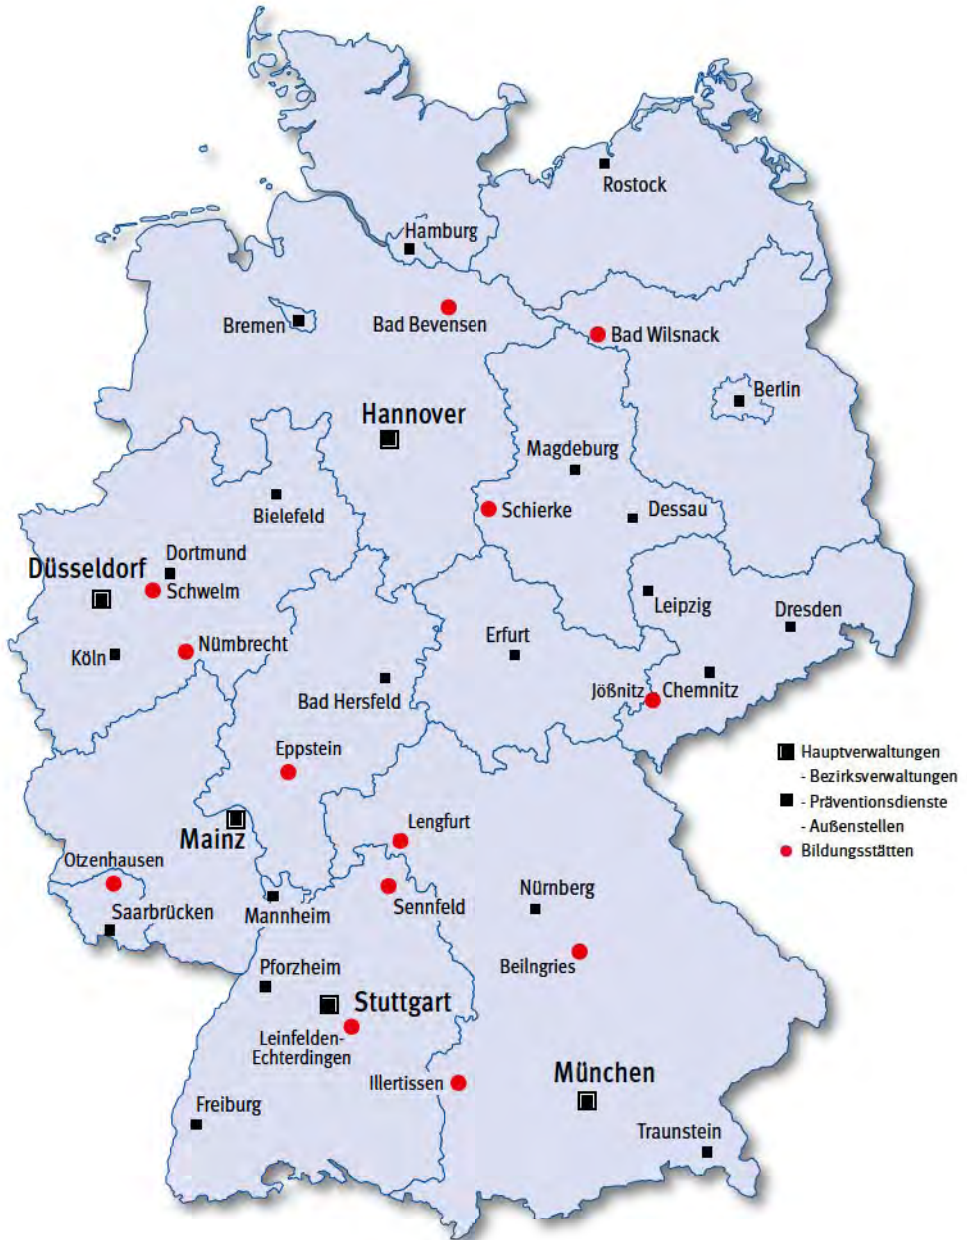 Rostock
Hamburg
Bremen
Bad Bevensen
Bad Wilsnack
Berlin
Hannover
Magdeburg
Bielefeld
Schierke
Dessau
Dortmund
Düsseldorf
Schwelm
Leipzig
Dresden
Erfurt
Köln
Nümbrecht
Bad Hersfeld
Jößnitz
Chemnitz
Eppstein
Hauptverwaltungen
- Bezirksverwaltungen
- Präventionsdienste
- Außenstellen
Bildungsstätten
Lengfurt
Mainz
Otzenhausen
Nürnberg
Sennfeld
Mannheim
Saarbrücken
Beilngries
Pforzheim
Stuttgart
Leinfelden-
Echterdingen
Illertissen
München
Freiburg
Traunstein